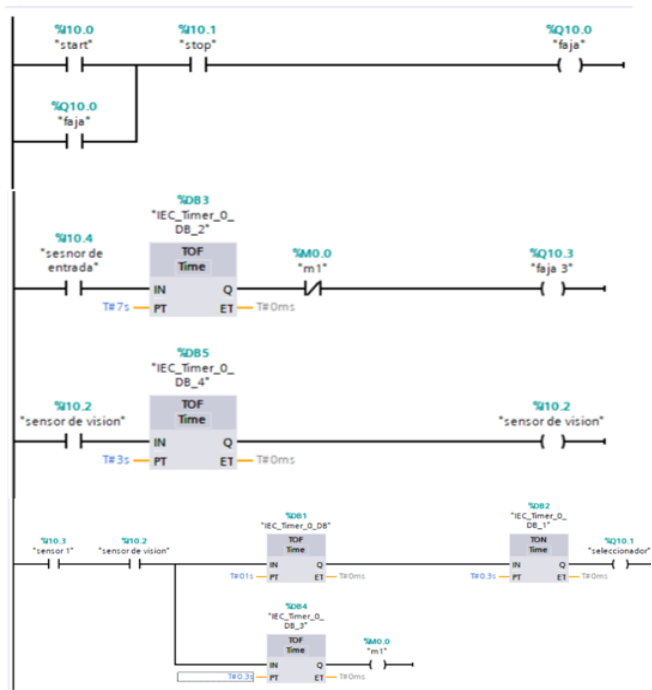 %I10.0
"start"
%I10.1
"stop"
%Q10.0
"faja"
%Q10.0
"faja"
%DB3
"IEC_Timer_0_
DB_2"
%I10.4
"sesnor de
entrada"
TOF
Time
%M0.0
"m1"
%Q10.3
"faja 3"
IN
Q
T#7s
PT
ET
T#0ms
%DB5
"IEC_Timer_0_
DB_4"
%I10.2
"sensor de vision"
TOF
Time
%I10.2
"sensor de vision"
IN
Q
T#3s
PT
ET
T#0ms
%DB1
"IEC_Timer_0_DB"
%DB2
"IEC_Timer_0_
DB_1"
%I10.3
"sensor 1"
%I10.2
"sensor de vision"
TOF
Time
TON
Time
%Q10.1
"seleccionador"
IN
Q
T#01s
PT
ET
T#0ms
IN
Q
T#0.3s
PT
ET
T#0ms
%DB4
"IEC_Timer_0_
DB_3"
TOF
Time
%M0.0
"m1"
IN
Q
T#0.3s
PT
ET
T#0ms